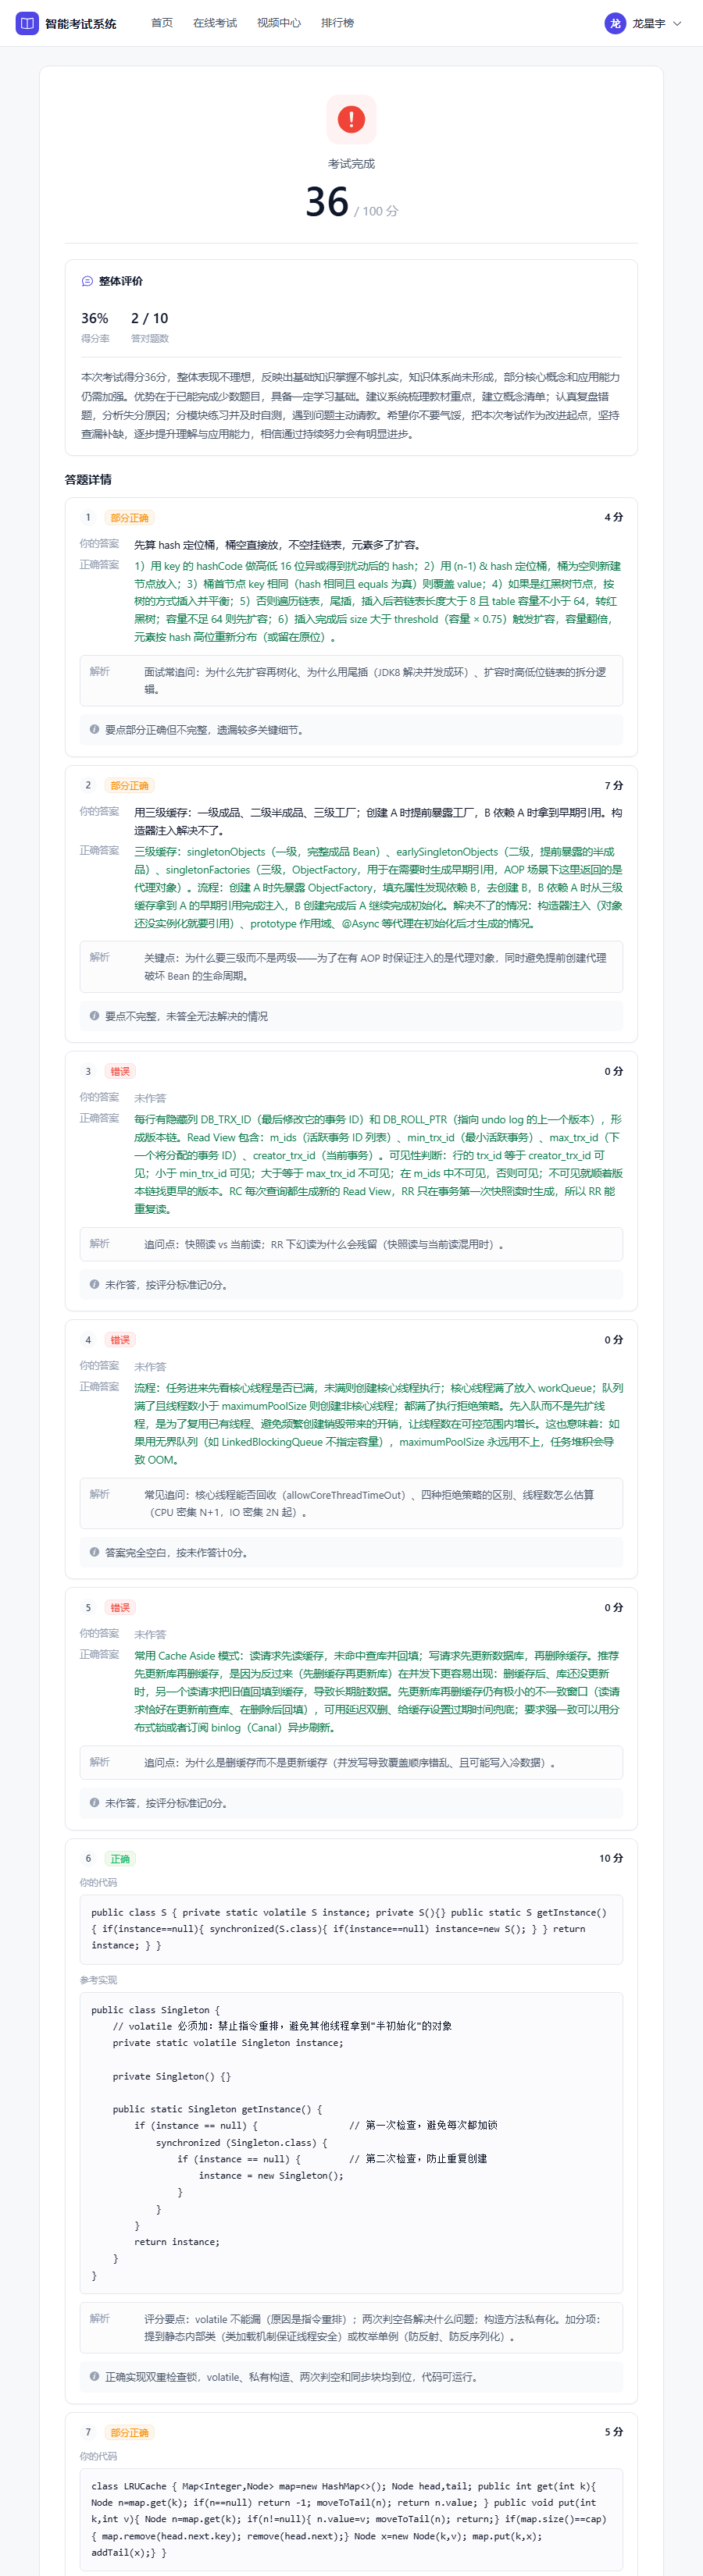 智能考试系统 首页 在线考试 视频中心 排行榜 龙 龙星宇
考试完成
36 / 100 分
整体评价
36% 2 / 10
得分率 答对题数
本次考试得分36分，整体表现不理想，反映出基础知识掌握不够扎实，知识体系尚未形成，部分核心概念和应用能力
仍需加强。优势在于已能完成少数题目，具备一定学习基础。建议系统梳理教材重点，建立概念清单；认真复盘错
题，分析失分原因；分模块练习并及时自测，遇到问题主动请教。希望你不要气馁，把本次考试作为改进起点，坚持
查漏补缺，逐步提升理解与应用能力，相信通过持续努力会有明显进步。
答题详情
1 部分正确 4 分
你的答案 先算 hash 定位桶，桶空直接放，不空挂链表，元素多了扩容。
正确答案 1）用 key 的 hashCode 做高低 16 位异或得到扰动后的 hash；2）用 (n-1) & hash 定位桶，桶为空则新建
节点放入；3）桶首节点 key 相同（hash 相同且 equals 为真）则覆盖 value；4）如果是红黑树节点，按
树的方式插入并平衡；5）否则遍历链表，尾插，插入后若链表长度大于 8 且 table 容量不小于 64，转红
黑树；容量不足 64 则先扩容；6）插入完成后 size 大于 threshold（容量 × 0.75）触发扩容，容量翻倍，
元素按 hash 高位重新分布（或留在原位）。
解析 面试常追问：为什么先扩容再树化、为什么用尾插（JDK8 解决并发成环）、扩容时高低位链表的拆分逻
辑。
要点部分正确但不完整，遗漏较多关键细节。
2 部分正确 7 分
你的答案 用三级缓存：一级成品、二级半成品、三级工厂；创建 A 时提前暴露工厂，B 依赖 A 时拿到早期引用。构
造器注入解决不了。
正确答案 三级缓存：singletonObjects（一级，完整成品 Bean）、earlySingletonObjects（二级，提前暴露的半成
品）、singletonFactories（三级，ObjectFactory，用于在需要时生成早期引用，AOP 场景下这里返回的是
代理对象）。流程：创建 A 时先暴露 ObjectFactory，填充属性发现依赖 B，去创建 B，B 依赖 A 时从三级
缓存拿到 A 的早期引用完成注入，B 创建完成后 A 继续完成初始化。解决不了的情况：构造器注入（对象
还没实例化就要引用）、prototype 作用域、@Async 等代理在初始化后才生成的情况。
解析 关键点：为什么要三级而不是两级——为了在有 AOP 时保证注入的是代理对象，同时避免提前创建代理
破坏 Bean 的生命周期。
要点不完整，未答全无法解决的情况
3 错误 0 分
你的答案 未作答
正确答案 每行有隐藏列 DB_TRX_ID（最后修改它的事务 ID）和 DB_ROLL_PTR（指向 undo log 的上一个版本），形
成版本链。Read View 包含：m_ids（活跃事务 ID 列表）、min_trx_id（最小活跃事务）、max_trx_id（下
一个将分配的事务 ID）、creator_trx_id（当前事务）。可见性判断：行的 trx_id 等于 creator_trx_id 可
见；小于 min_trx_id 可见；大于等于 max_trx_id 不可见；在 m_ids 中不可见，否则可见；不可见就顺着版
本链找更早的版本。RC 每次查询都生成新的 Read View，RR 只在事务第一次快照读时生成，所以 RR 能
重复读。
解析 追问点：快照读 vs 当前读；RR 下幻读为什么会残留（快照读与当前读混用时）。
未作答，按评分标准记0分。
4 错误 0 分
你的答案 未作答
正确答案 流程：任务进来先看核心线程是否已满，未满则创建核心线程执行；核心线程满了放入 workQueue；队列
满了且线程数小于 maximumPoolSize 则创建非核心线程；都满了执行拒绝策略。先入队而不是先扩线
程，是为了复用已有线程、避免频繁创建销毁带来的开销，让线程数在可控范围内增长。这也意味着：如
果用无界队列（如 LinkedBlockingQueue 不指定容量），maximumPoolSize 永远用不上，任务堆积会导
致 OOM。
解析 常见追问：核心线程能否回收（allowCoreThreadTimeOut）、四种拒绝策略的区别、线程数怎么估算
（CPU 密集 N+1，IO 密集 2N 起）。
答案完全空白，按未作答计0分。
5 错误 0 分
你的答案 未作答
正确答案 常用 Cache Aside 模式：读请求先读缓存，未命中查库并回填；写请求先更新数据库，再删除缓存。推荐
先更新库再删缓存，是因为反过来（先删缓存再更新库）在并发下更容易出现：删缓存后、库还没更新
时，另一个读请求把旧值回填到缓存，导致长期脏数据。先更新库再删缓存仍有极小的不一致窗口（读请
求恰好在更新前查库、在删除后回填），可用延迟双删、给缓存设置过期时间兜底；要求强一致可以用分
布式锁或者订阅 binlog（Canal）异步刷新。
解析 追问点：为什么是删缓存而不是更新缓存（并发写导致覆盖顺序错乱、且可能写入冷数据）。
未作答，按评分标准记0分。
6 正确 10 分
你的代码
public class S { private static volatile S instance; private S(){} public static S getInstance()
{ if(instance==null){ synchronized(S.class){ if(instance==null) instance=new S(); } } return
instance; } }
参考实现
public class Singleton {
// volatile 必须加：禁止指令重排，避免其他线程拿到"半初始化"的对象
private static volatile Singleton instance;
private Singleton() {}
public static Singleton getInstance() {
if (instance == null) { // 第一次检查，避免每次都加锁
synchronized (Singleton.class) {
if (instance == null) { // 第二次检查，防止重复创建
instance = new Singleton();
}
}
}
return instance;
}
}
解析 评分要点：volatile 不能漏（原因是指令重排）；两次判空各解决什么问题；构造方法私有化。加分项：
提到静态内部类（类加载机制保证线程安全）或枚举单例（防反射、防反序列化）。
正确实现双重检查锁，volatile、私有构造、两次判空和同步块均到位，代码可运行。
7 部分正确 5 分
你的代码
class LRUCache { Map<Integer,Node> map=new HashMap<>(); Node head,tail; public int get(int k){
Node n=map.get(k); if(n==null) return -1; moveToTail(n); return n.value; } public void put(int
k,int v){ Node n=map.get(k); if(n!=null){ n.value=v; moveToTail(n); return;} if(map.size()==cap)
{ map.remove(head.next.key); remove(head.next);} Node x=new Node(k,v); map.put(k,x);
addTail(x);} }